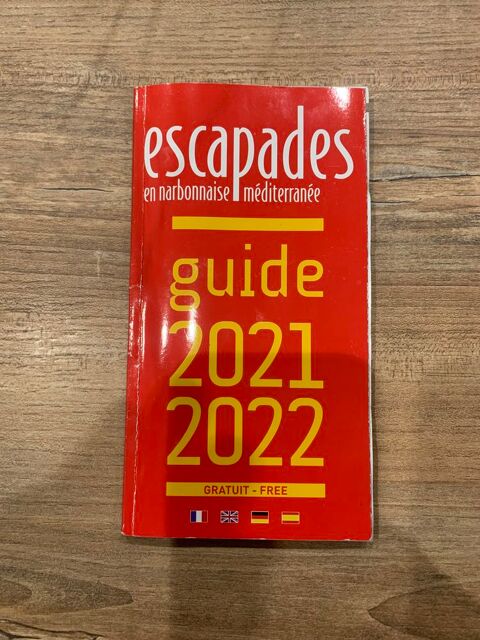 escapades
en narbonnaise méditerranée
guide
2021
2022
GRATUIT - FREE